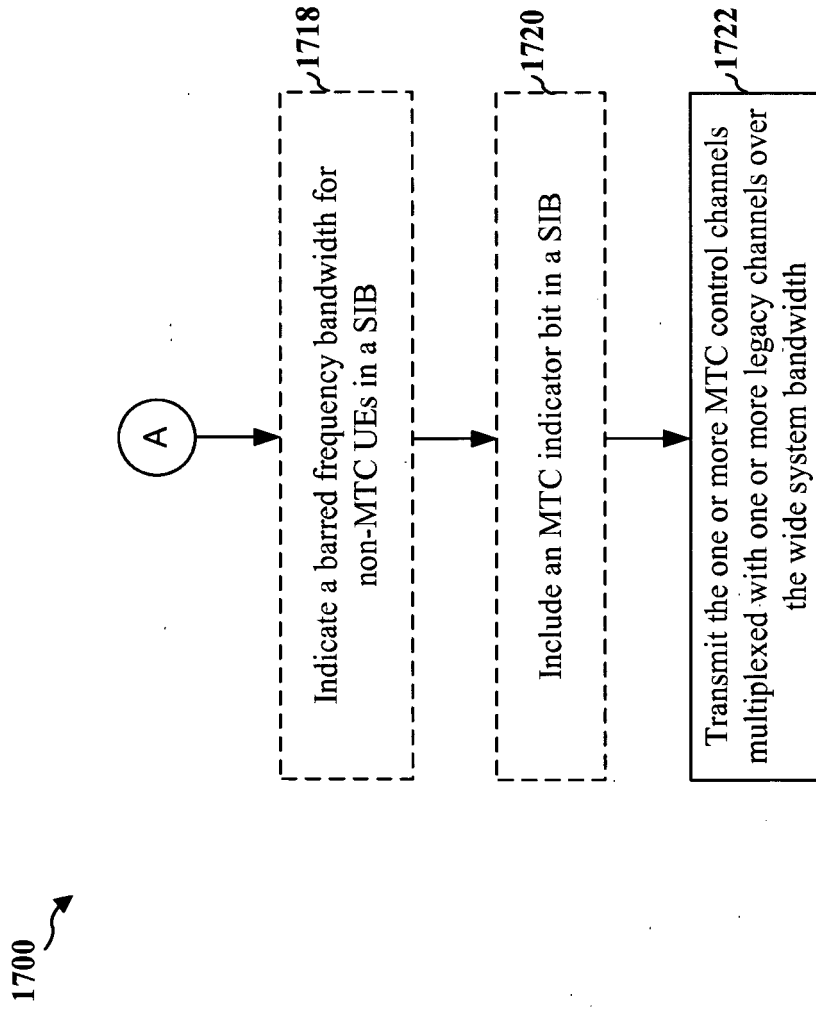 1700
A
Indicate a barred frequency bandwidth for
non-MTC UEs in a SIB
1718
Include an MTC indicator bit in a SIB
1720
Transmit the one or more MTC control channels
multiplexed with one or more legacy channels over
the wide system bandwidth
1722